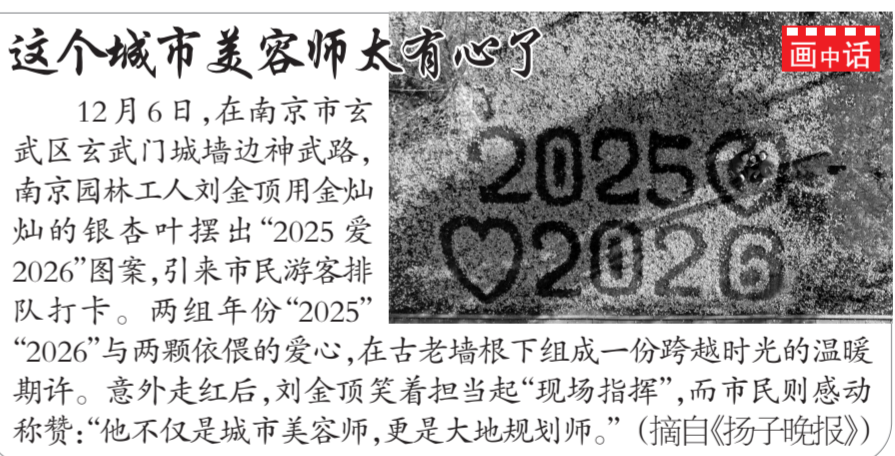 这个城市美容师太有心了
画中话
12月6日,在南京市玄
武区玄武门城墙边神武路,
南京园林工人刘金顶用金灿
灿的银杏叶摆出“2025爱
2026”图案,引来市民游客排
队打卡。两组年份“2025”
“2026”与两颗依偎的爱心,在古老墙根下组成一份跨越时光的温暖
期许。意外走红后,刘金顶笑着担当起“现场指挥”,而市民则感动
称赞:“他不仅是城市美容师,更是大地规划师。”(摘自《扬子晚报》)
2025
2026